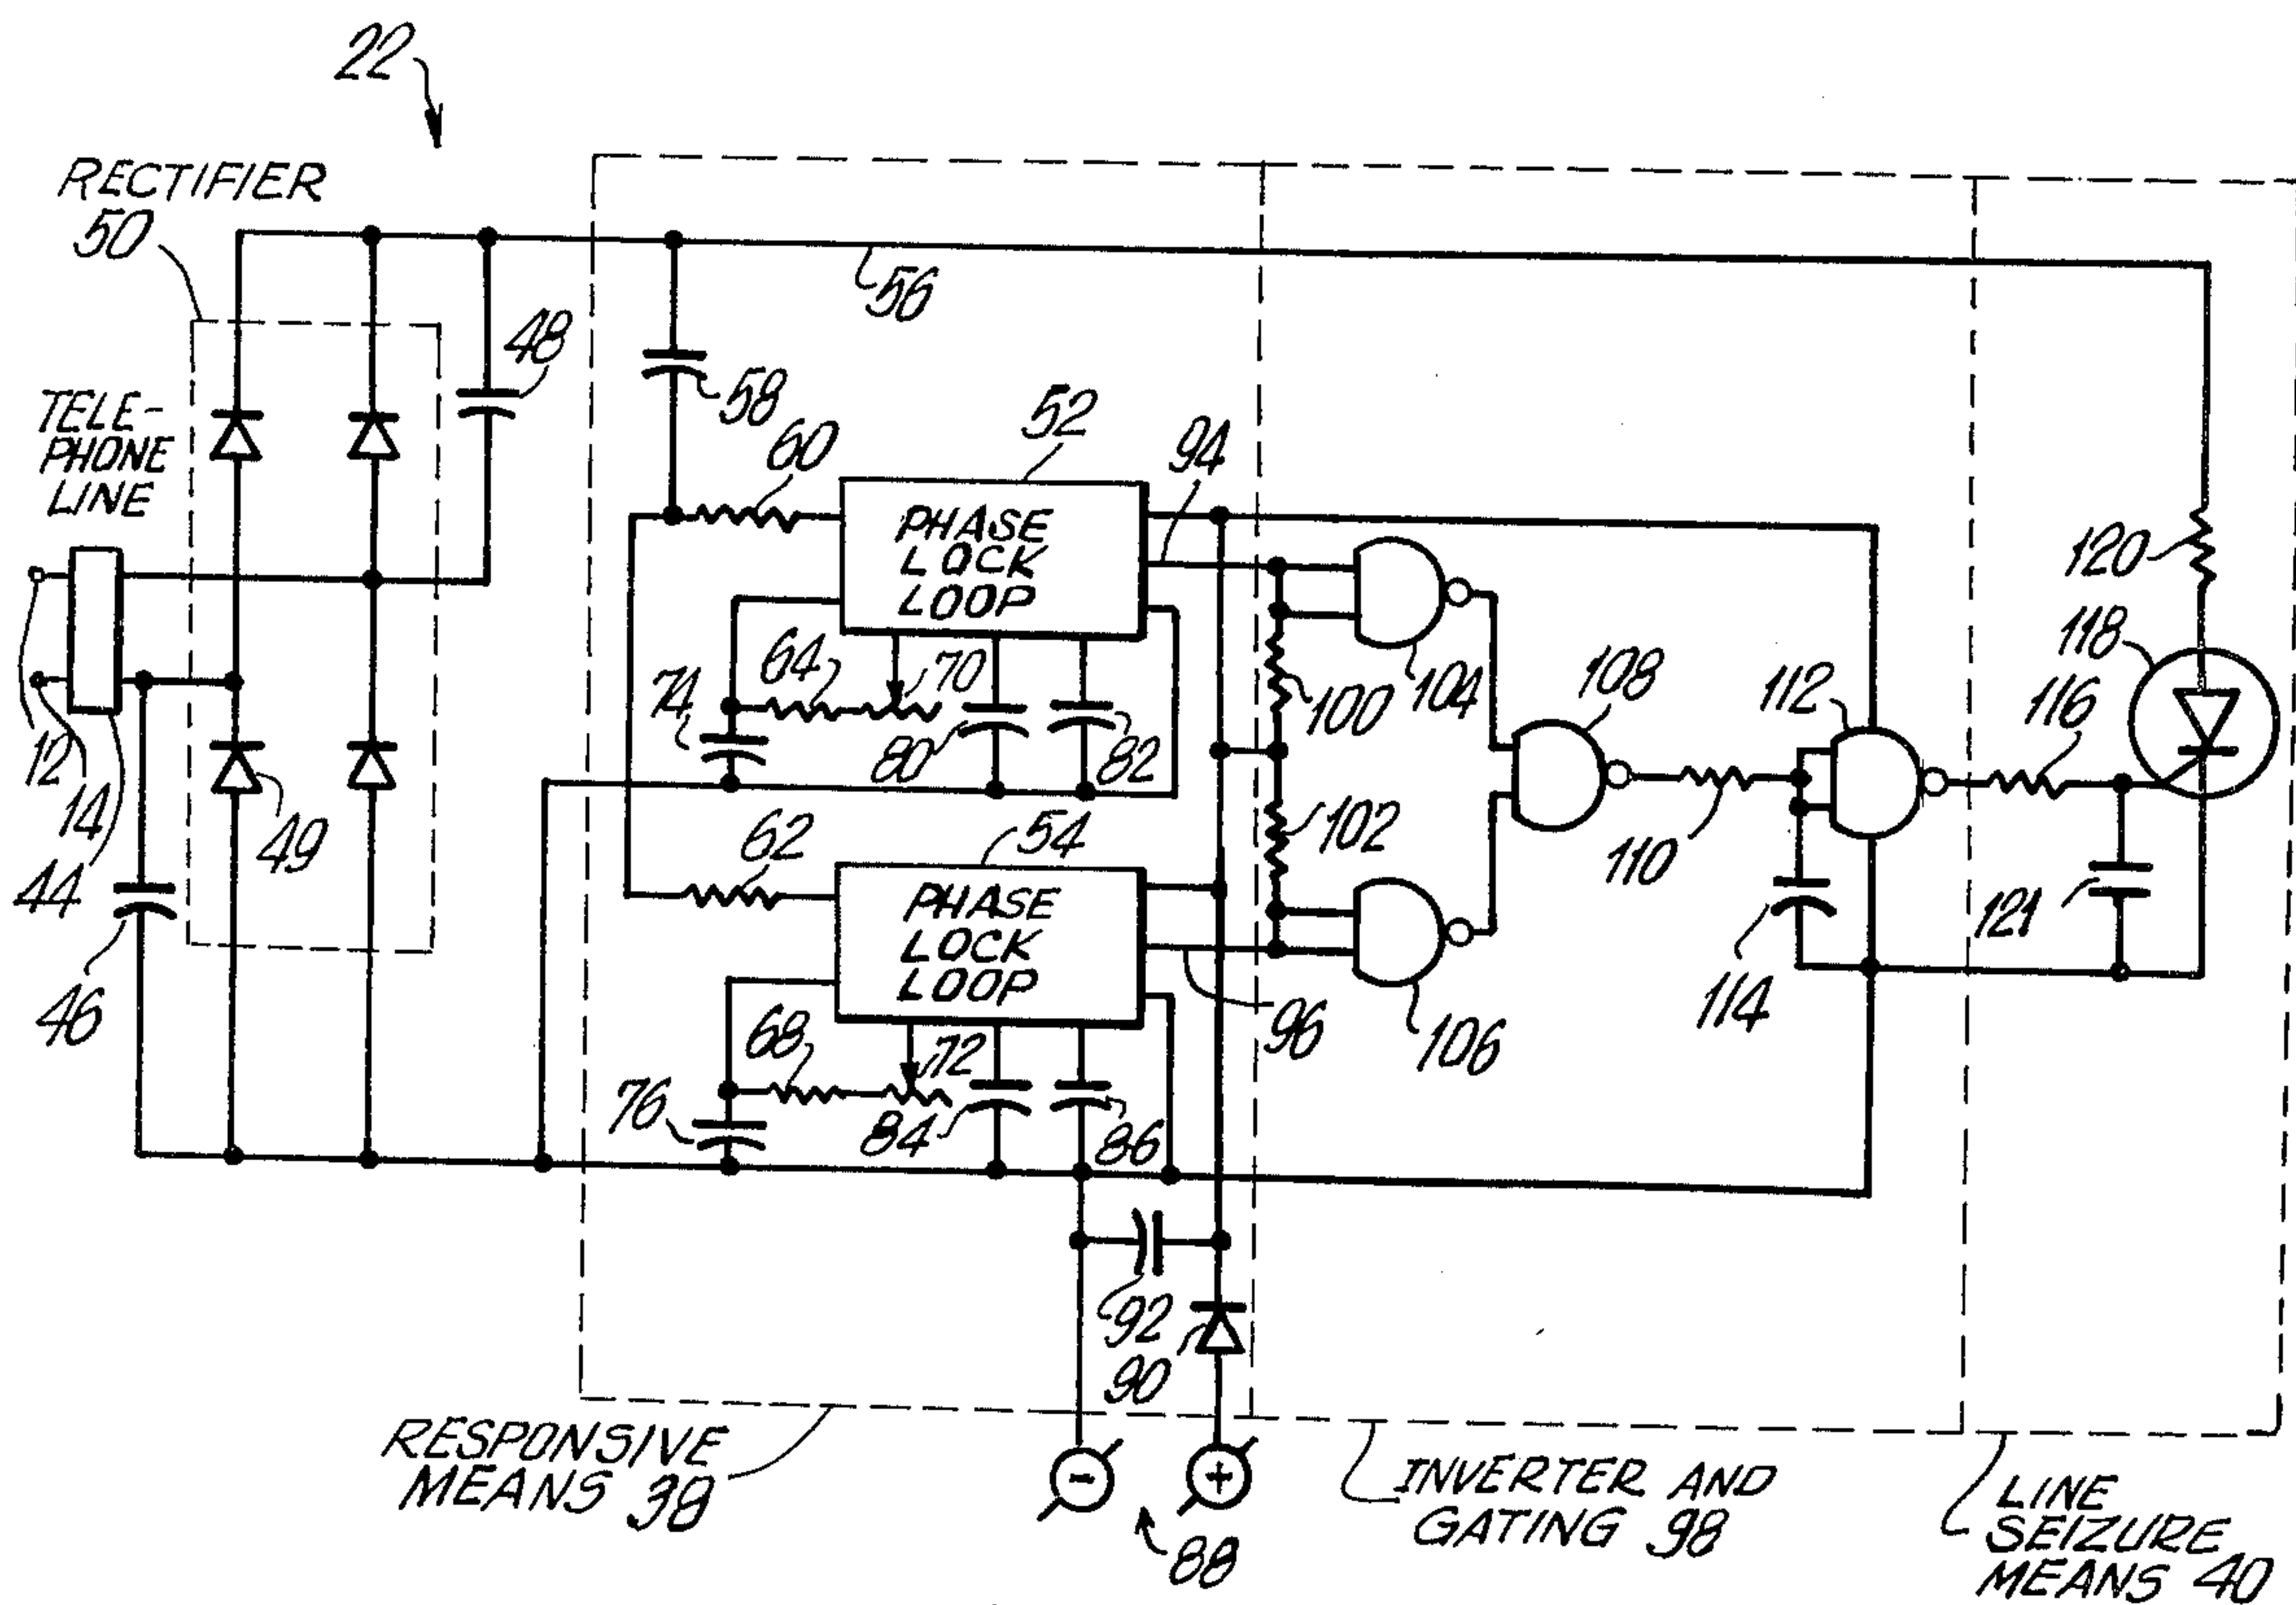 22
RECTIFIER
50
56
48
58
TELE-
PHONE
LINE
60
52
94
PHASE
LOCK
LOOP
120
118
64
70
74
80
82
100
104
108
112
116
12
14
44
49
62
54
102
110
121
114
PHASE
LOCK
LOOP
46
96
106
68
72
76
84
86
92
90
RESPONSIVE
MEANS 38
-
+
88
INVERTER AND
GATING 98
LINE
SEIZURE
MEANS 40